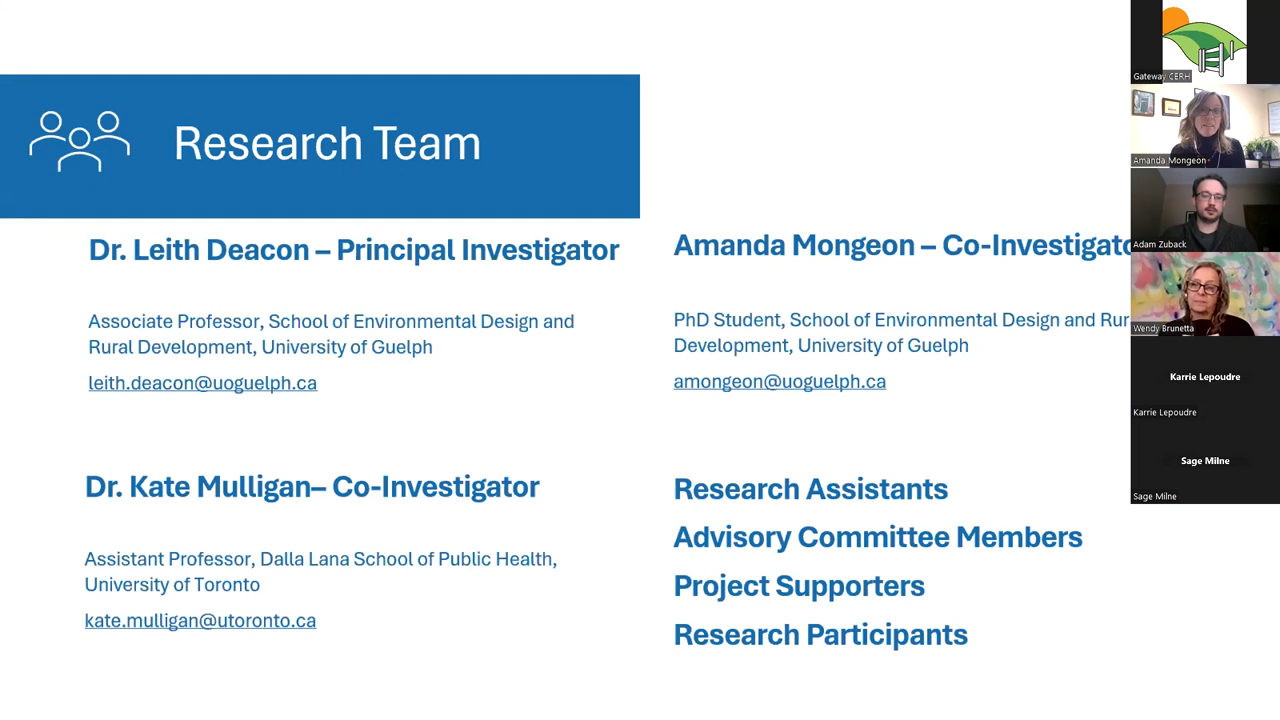 Research Team
Dr. Leith Deacon – Principal Investigator
Associate Professor, School of Environmental Design and
Rural Development, University of Guelph
leith.deacon@uoguelph.ca
Amanda Mongeon – Co-Investigato
PhD Student, School of Environmental Design and Rur
Development, University of Guelph
amongeon@uoguelph.ca
Dr. Kate Mulligan– Co-Investigator
Assistant Professor, Dalla Lana School of Public Health,
University of Toronto
kate.mulligan@utoronto.ca
Research Assistants
Advisory Committee Members
Project Supporters
Research Participants
Gateway CERH
Amanda Mongeon
Adam Zuback
Wendy Brunetta
Karrie Lepoudre
Karrie Lepoudre
Sage Milne
Sage Milne